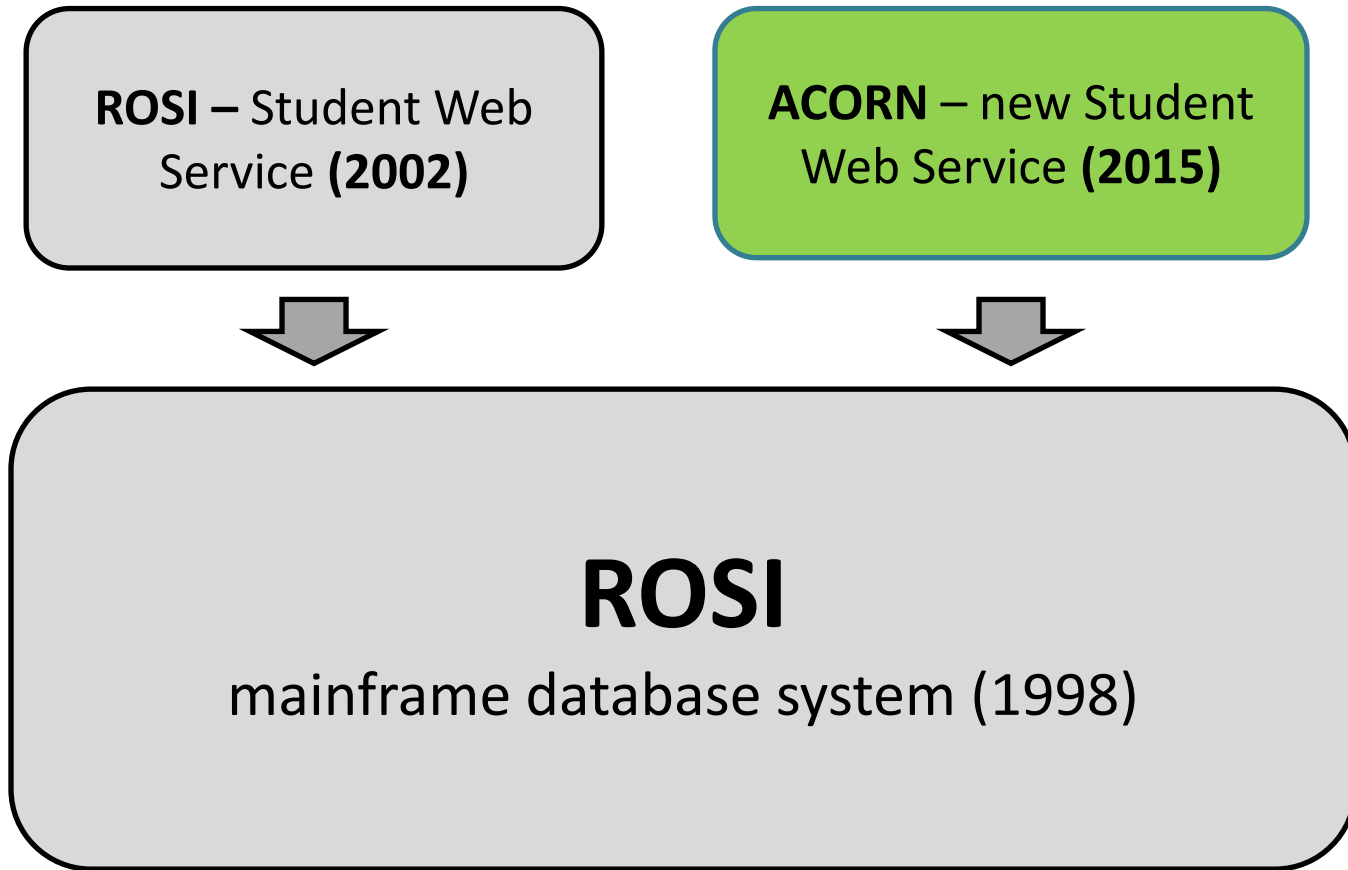 ROSI – Student Web
Service (2002)
ACORN – new Student
Web Service (2015)
ROSI
mainframe database system (1998)